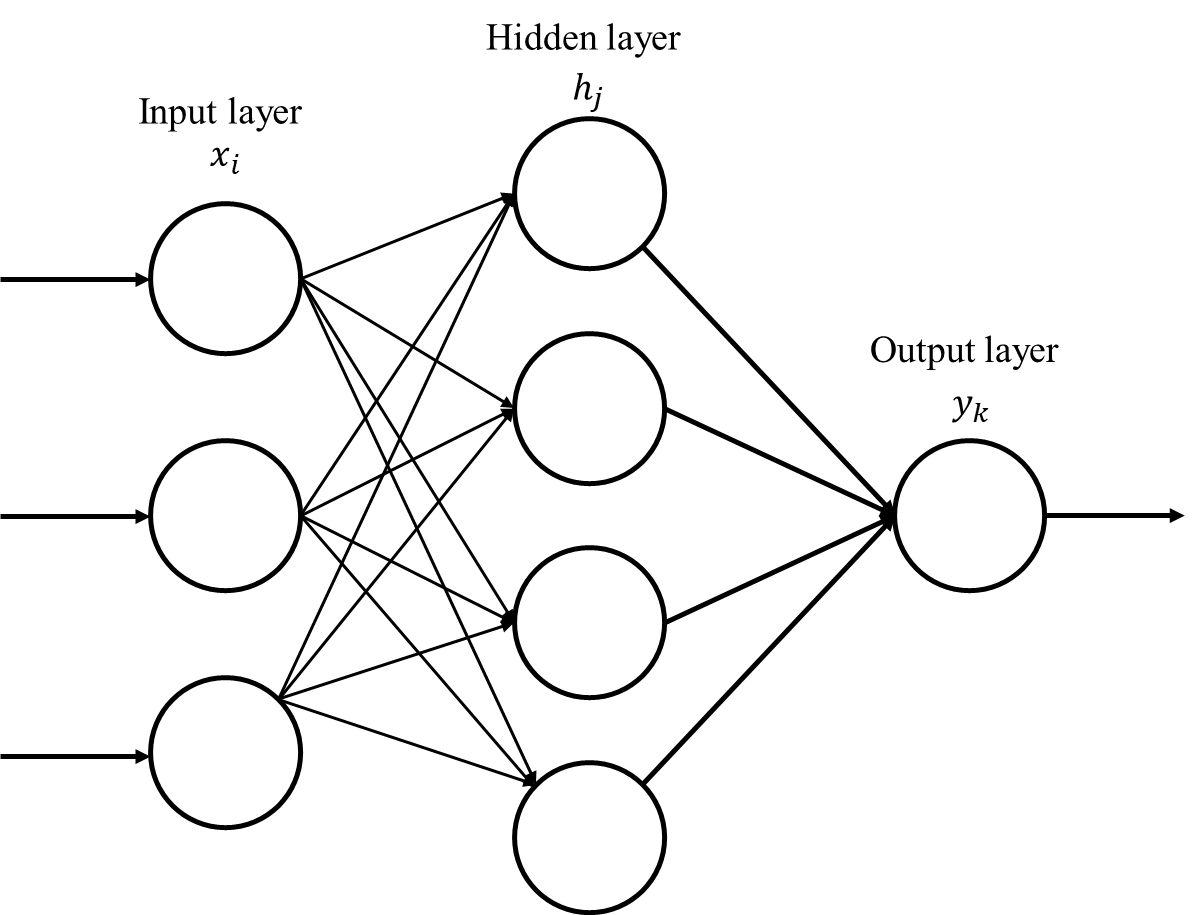 Hidden layer
h_j
Input layer
x_i
Output layer
y_k